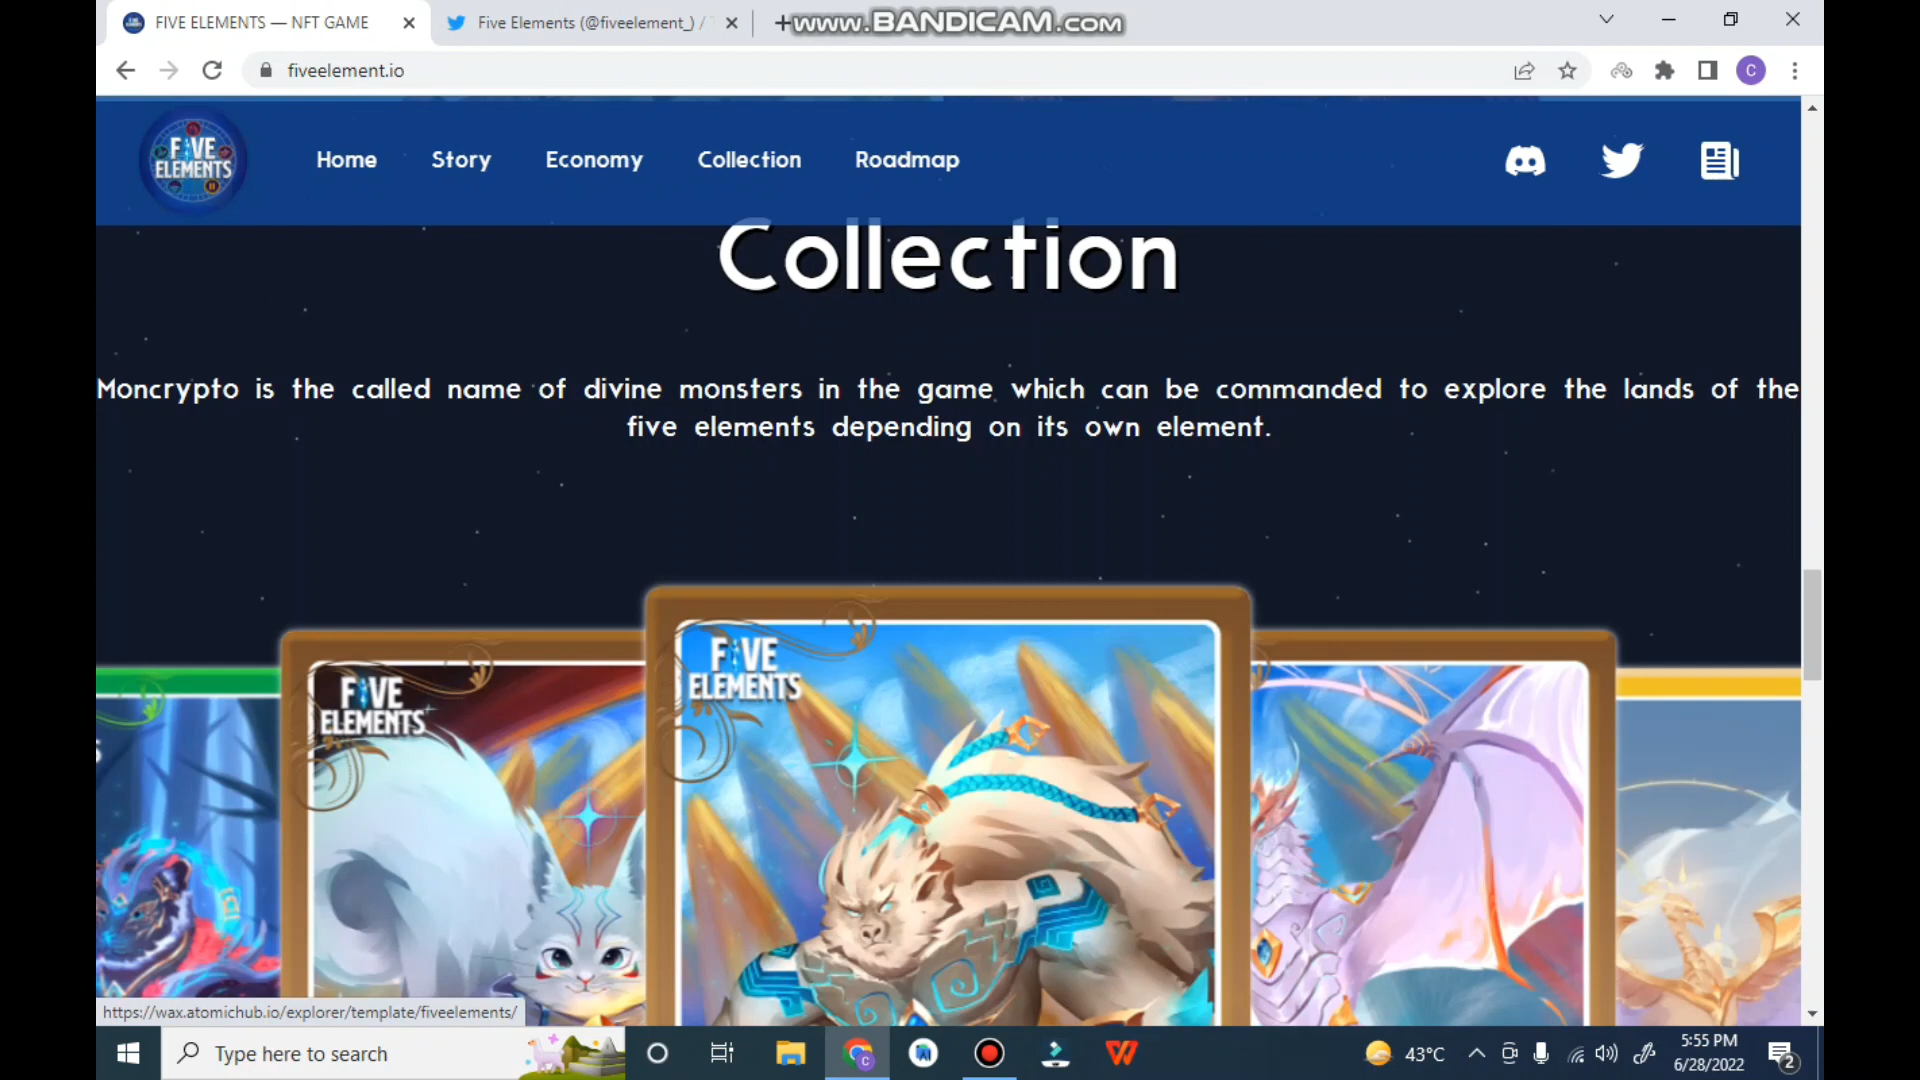 FIVE ELEMENTS — NFT GAME
Five Elements (@fiveelement_) /
www.BANDICAM.com
fiveelement.io
C
FIVE
ELEMENTS
Home
Story
Economy
Collection
Roadmap
Collection
Moncrypto is the called name of divine monsters in the game which can be commanded to explore the lands of the
five elements depending on its own element.
FIVE
ELEMENTS
FIVE
ELEMENTS
https://wax.atomichub.io/explorer/template/fiveelements/
Type here to search
43°C
5:55 PM
6/28/2022
2